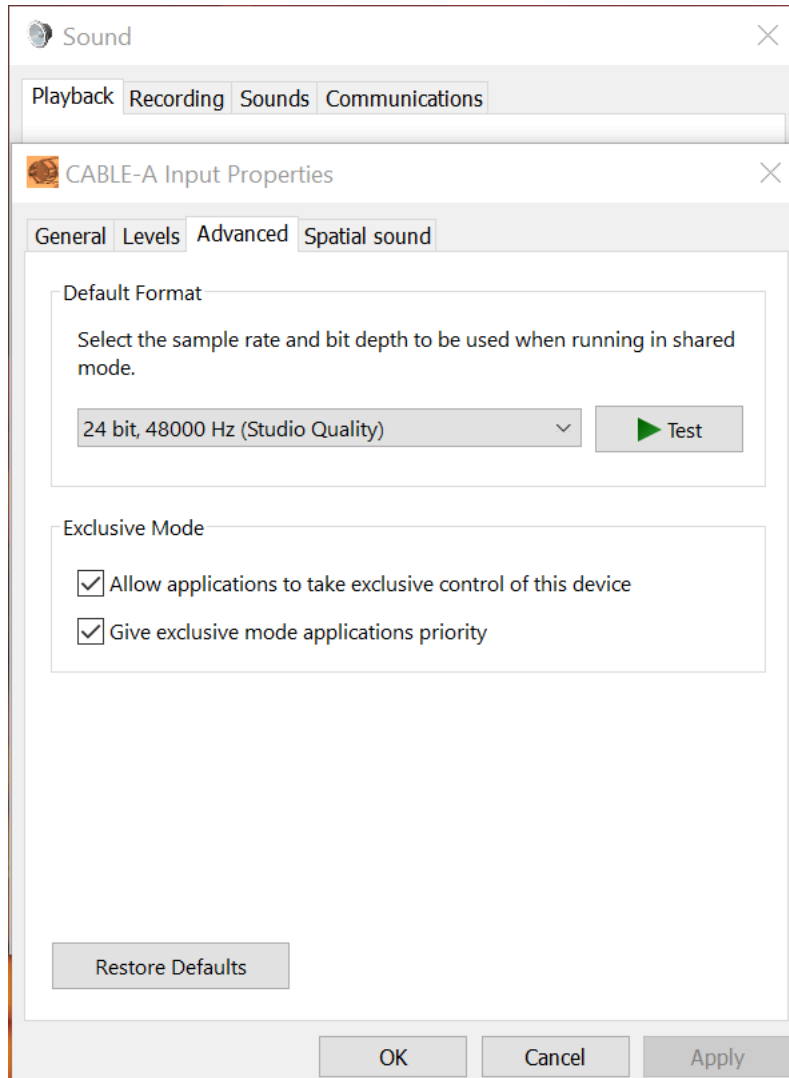 Sound
Playback Recording Sounds Communications
CABLE-A Input Properties
General Levels Advanced Spatial sound
Default Format
Select the sample rate and bit depth to be used when running in shared
mode.
24 bit, 48000 Hz (Studio Quality) Test
Exclusive Mode
Allow applications to take exclusive control of this device
Give exclusive mode applications priority
Restore Defaults
OK Cancel Apply